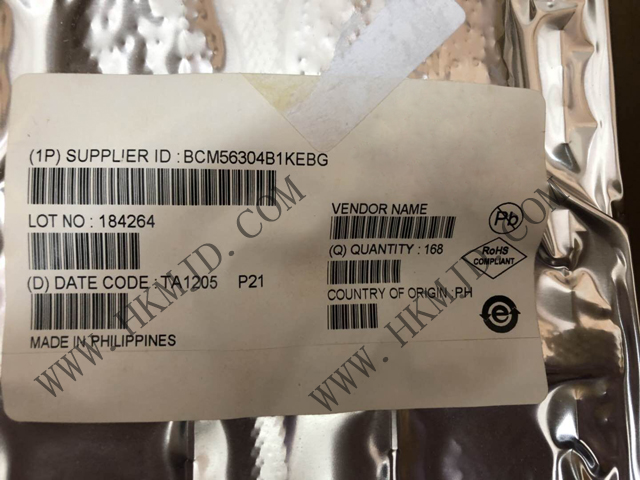 (1P) SUPPLIER ID : BCM56304B1KEBG
LOT NO : 184264
(D) DATE CODE : TA1205 P21
MADE IN PHILIPPINES
VENDOR NAME
(Q) QUANTITY : 168
COUNTRY OF ORIGIN :PH
Pb
RoHS
COMPLIANT
e
WWW.HKMJD.COM
WWW.HKMJD.COM